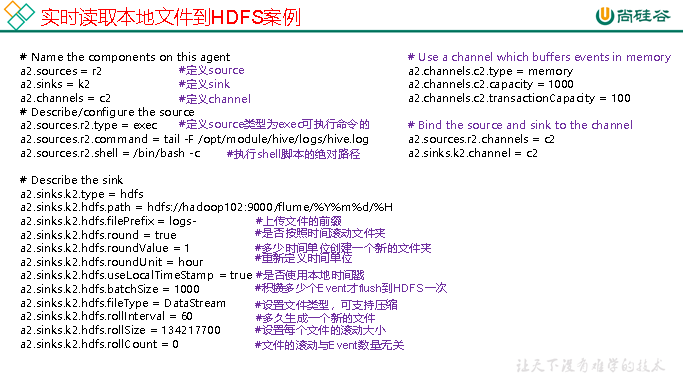 实时读取本地文件到HDFS案例
尚硅谷
# Name the components on this agent
a2.sources = r2 #定义source
a2.sinks = k2 #定义sink
a2.channels = c2 #定义channel
# Describe/configure the source
a2.sources.r2.type = exec #定义source类型为exec可执行命令的
a2.sources.r2.command = tail -F /opt/module/hive/logs/hive.log
a2.sources.r2.shell = /bin/bash -c #执行shell脚本的绝对路径
# Describe the sink
a2.sinks.k2.type = hdfs
a2.sinks.k2.hdfs.path = hdfs://hadoop102:9000/flume/%Y%m%d/%H
a2.sinks.k2.hdfs.filePrefix = logs- #上传文件的前缀
a2.sinks.k2.hdfs.round = true #是否按照时间滚动文件夹
a2.sinks.k2.hdfs.roundValue = 1 #多少时间单位创建一个新的文件夹
a2.sinks.k2.hdfs.roundUnit = hour #重新定义时间单位
a2.sinks.k2.hdfs.useLocalTimeStamp = true #是否使用本地时间戳
a2.sinks.k2.hdfs.batchSize = 1000 #积攒多少个Event才flush到HDFS一次
a2.sinks.k2.hdfs.fileType = DataStream #设置文件类型，可支持压缩
a2.sinks.k2.hdfs.rollInterval = 60 #多久生成一个新的文件
a2.sinks.k2.hdfs.rollSize = 134217700 #设置每个文件的滚动大小
a2.sinks.k2.hdfs.rollCount = 0 #文件的滚动与Event数量无关
# Use a channel which buffers events in memory
a2.channels.c2.type = memory
a2.channels.c2.capacity = 1000
a2.channels.c2.transactionCapacity = 100
# Bind the source and sink to the channel
a2.sources.r2.channels = c2
a2.sinks.k2.channel = c2
让天下没有难学的技术